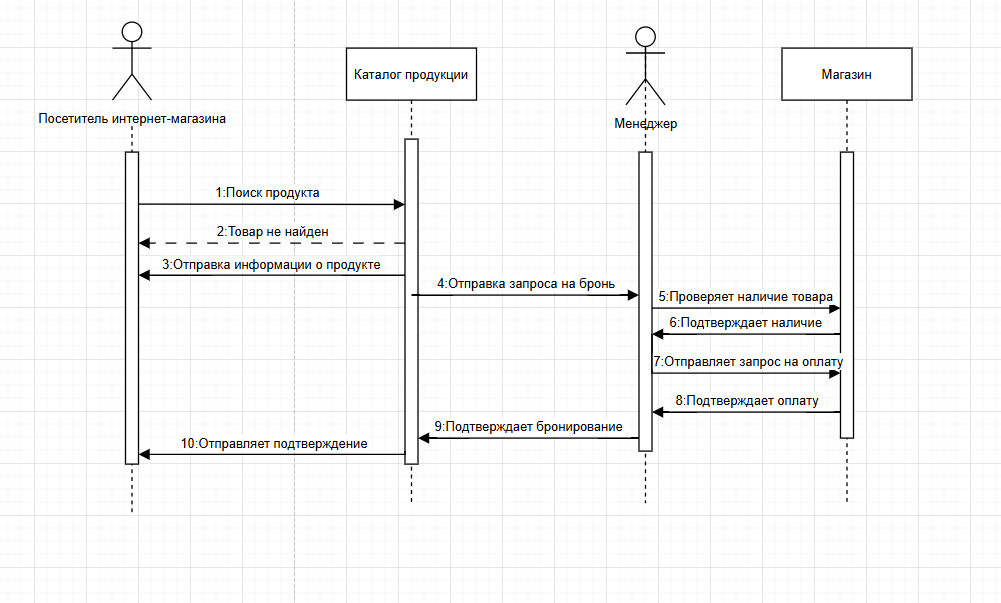 Каталог продукции
Магазин
Посетитель интернет-магазина
Менеджер
1:Поиск продукта
2:Товар не найден
3:Отправка информации о продукте
4:Отправка запроса на бронь
5:Проверяет наличие товара
6:Подтверждает наличие
7:Отправляет запрос на оплату
8:Подтверждает оплату
9:Подтверждает бронирование
10:Отправляет подтверждение